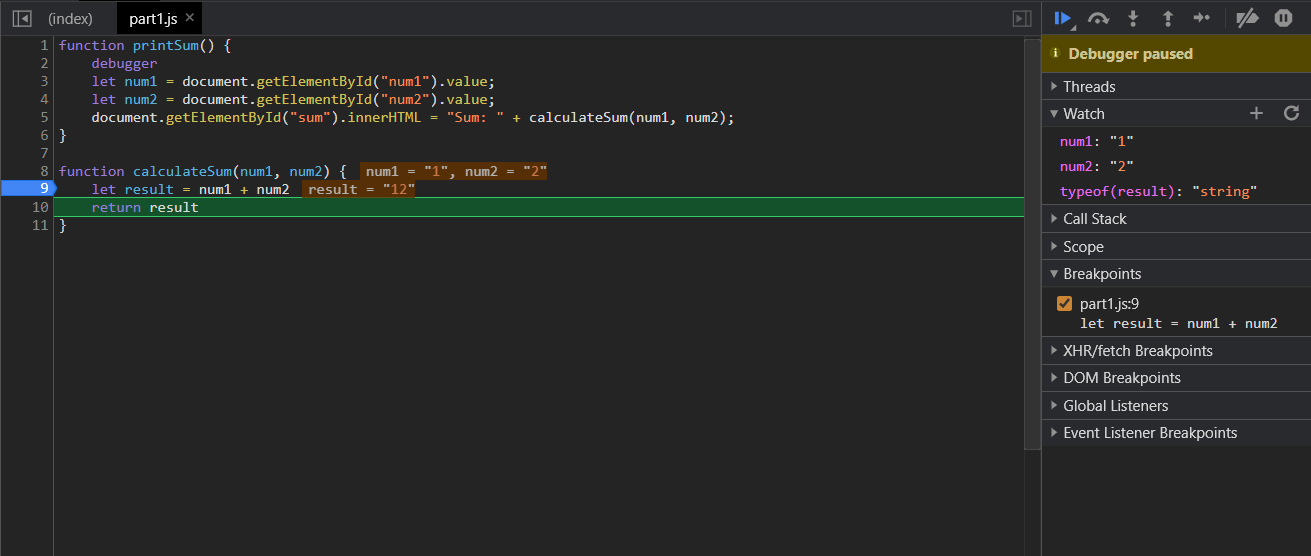 (index) part1.js ×
1 function printSum() {
2     debugger
3     let num1 = document.getElementById("num1").value;
4     let num2 = document.getElementById("num2").value;
5     document.getElementById("sum").innerHTML = "Sum: " + calculateSum(num1, num2);
6 }
7
8 function calculateSum(num1, num2) { num1 = "1", num2 = "2"
9     let result = num1 + num2 result = "12"
10     return result
11 }
Debugger paused
Threads
Watch
num1: "1"
num2: "2"
typeof(result): "string"
Call Stack
Scope
Breakpoints
part1.js:9
let result = num1 + num2
XHR/fetch Breakpoints
DOM Breakpoints
Global Listeners
Event Listener Breakpoints